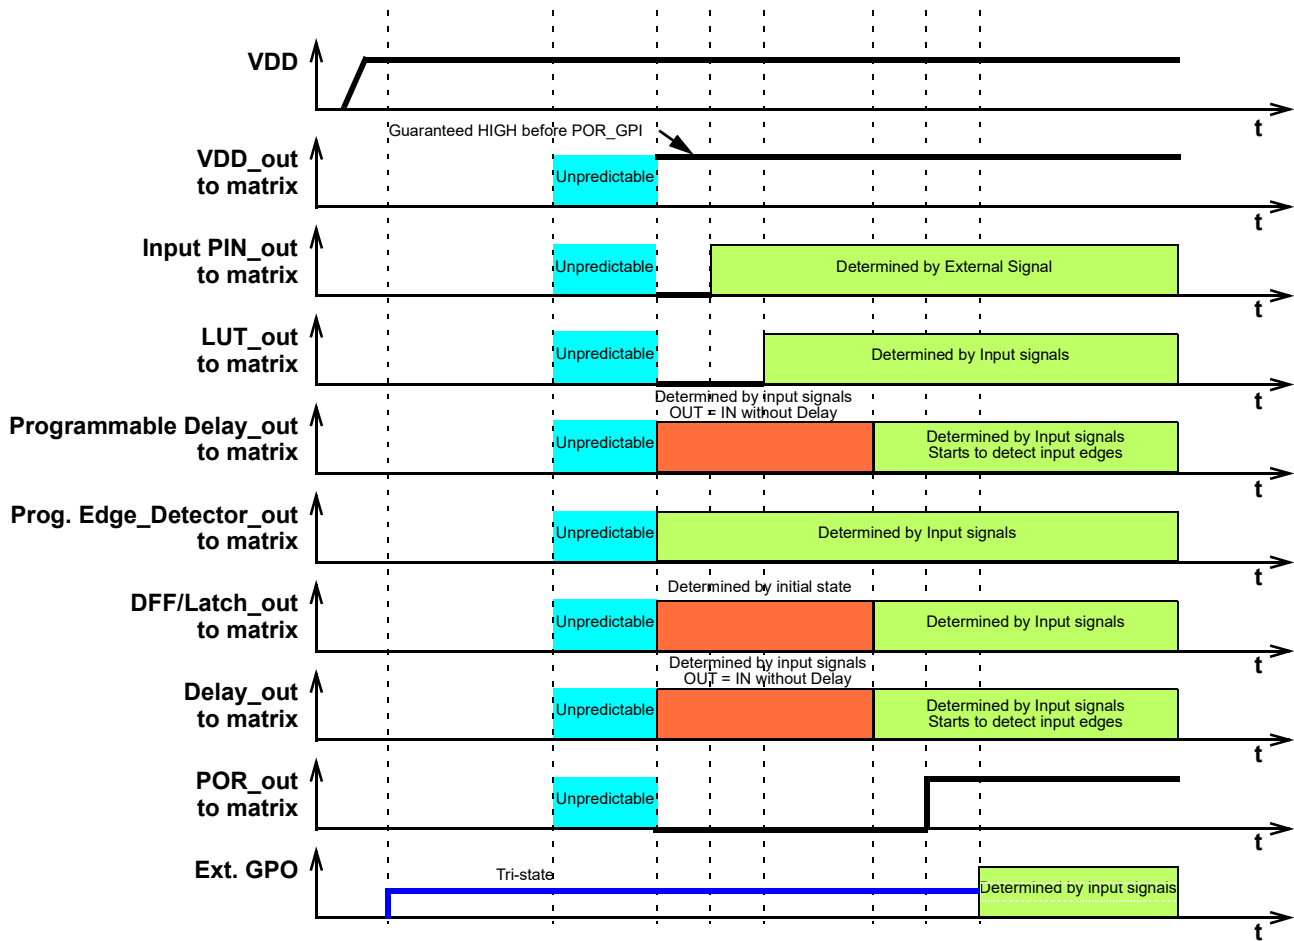 VDD
t
Guaranteed HIGH before POR_GPI
VDD_out
to matrix
Unpredictable
t
Input PIN_out
to matrix
Unpredictable
Determined by External Signal
t
LUT_out
to matrix
Unpredictable
Determined by Input signals
t
Determined by input signals
OUT = IN without Delay
Programmable Delay_out
to matrix
Unpredictable
Determined by Input signals
Starts to detect input edges
t
Prog. Edge_Detector_out
to matrix
Unpredictable
Determined by Input signals
t
Determined by initial state
DFF/Latch_out
to matrix
Unpredictable
Determined by Input signals
t
Determined by input signals
OUT = IN without Delay
Delay_out
to matrix
Unpredictable
Determined by Input signals
Starts to detect input edges
t
POR_out
to matrix
Unpredictable
t
Ext. GPO
Tri-state
Determined by input signals
t